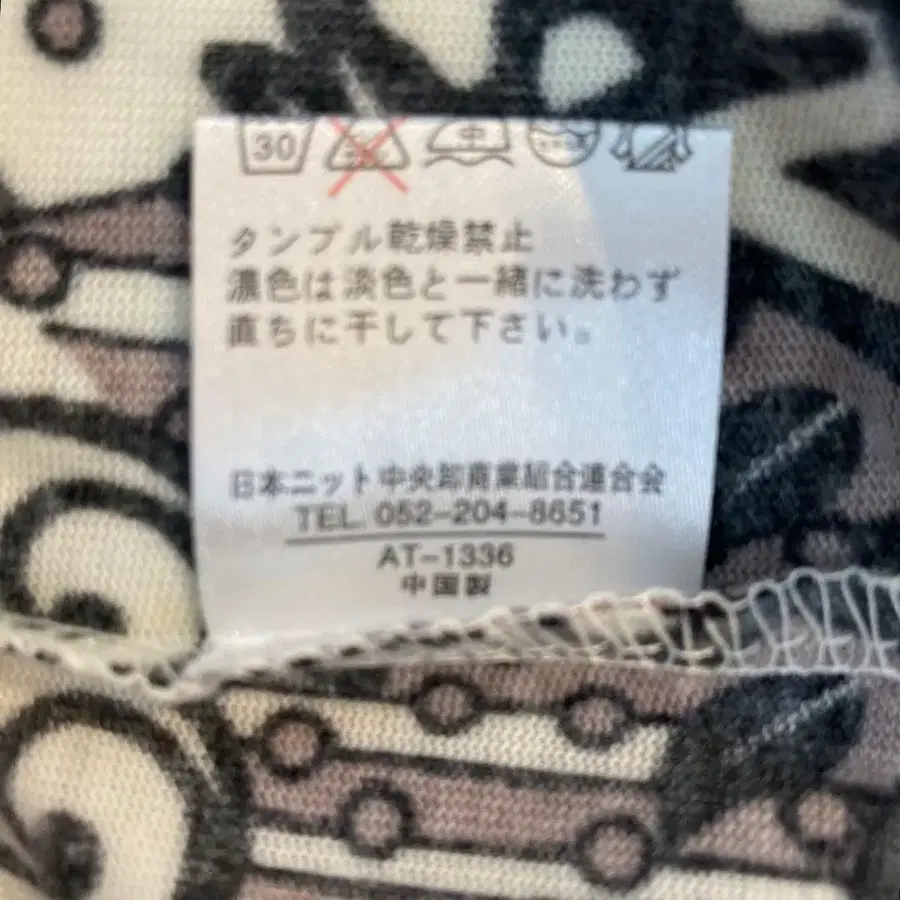 30 中
タンブル乾燥禁止
濃色は淡色と一緒に洗わず
直ちに干して下さい。
日本ニット中央卸商業組合連合会
TEL. 052-204-8651
AT-1336
中国製